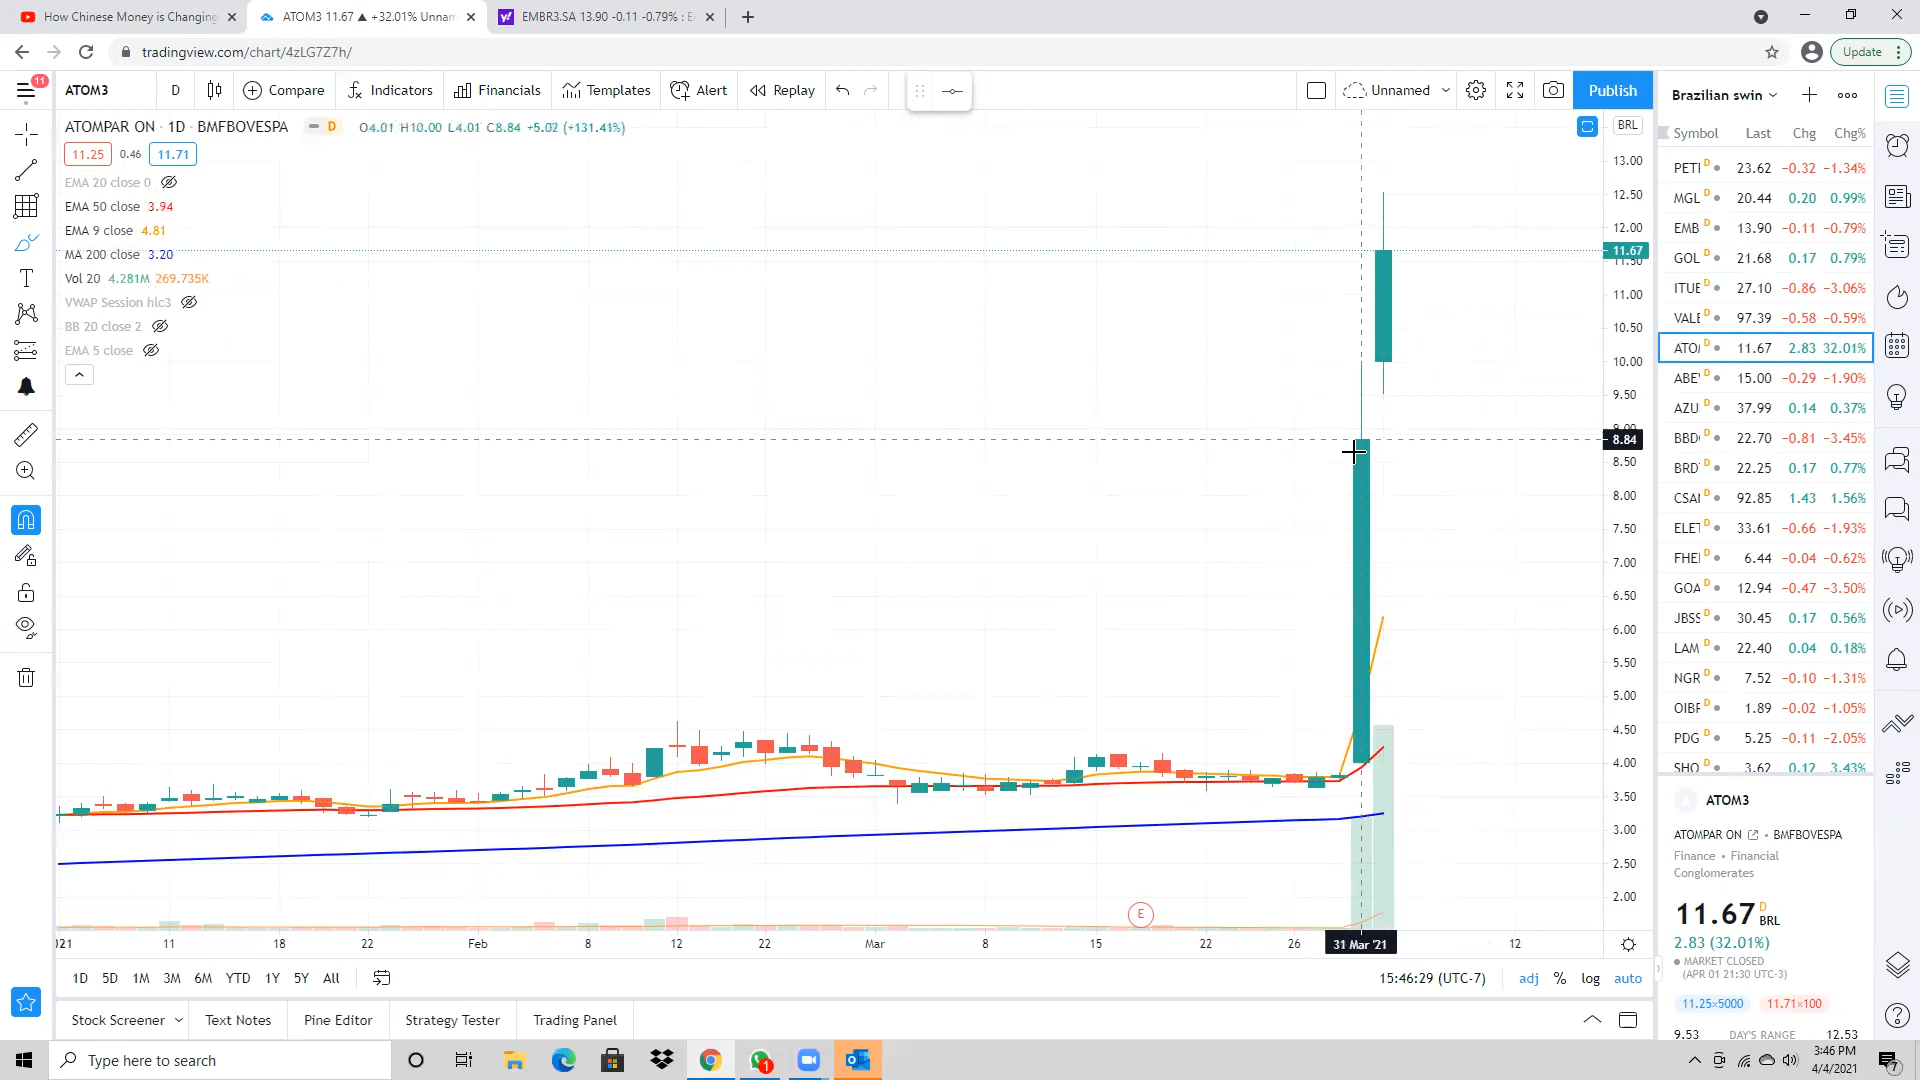 How Chinese Money is Changing
ATOM3 11.67 ▲ +32.01% Unnam
EMBR3.SA 13.90 -0.11 -0.79% : E
tradingview.com/chart/4zLG7Z7h/
Update
11
ATOM3
D
Compare
Indicators
Financials
Templates
Alert
Replay
Unnamed
Publish
Brazilian swin
ATOMPAR ON · 1D · BMFBOVESPA
D
O4.01 H10.00 L4.01 C8.84 +5.02 (+131.41%)
BRL
11.25 0.46 11.71
EMA 20 close 0
EMA 50 close 3.94
EMA 9 close 4.81
MA 200 close 3.20
Vol 20 4.281M 269.735K
VWAP Session hlc3
BB 20 close 2
EMA 5 close
13.00
12.50
12.00
11.67
11.50
11.00
10.50
10.00
9.50
9.00
8.84
8.50
8.00
7.50
7.00
6.50
6.00
5.50
5.00
4.50
4.00
3.50
3.00
2.50
2.00
E
021 11 18 22 Feb 8 12 22 Mar 8 15 22 26 31 Mar '21 12
Symbol Last Chg Chg%
PETI D 23.62 −0.32 −1.34%
MGL D 20.44 0.20 0.99%
EMB D 13.90 −0.11 −0.79%
GOL D 21.68 0.17 0.79%
ITUE D 27.10 −0.86 −3.06%
VALE D 97.39 −0.58 −0.59%
ATOI D 11.67 2.83 32.01%
ABE D 15.00 −0.29 −1.90%
AZU D 37.99 0.14 0.37%
BBD D 22.70 −0.81 −3.45%
BRD D 22.25 0.17 0.77%
CSAI D 92.85 1.43 1.56%
ELET D 33.61 −0.66 −1.93%
FHEI D 6.44 −0.04 −0.62%
GOA D 12.94 −0.47 −3.50%
JBSS D 30.45 0.17 0.56%
LAM D 22.40 0.04 0.18%
NGR D 7.52 −0.10 −1.31%
OIBF D 1.89 −0.02 −1.05%
PDG D 5.25 −0.11 −2.05%
SHO 3.62 0.12 3.43%
ATOM3
ATOMPAR ON • BMFBOVESPA
Finance • Financial
Conglomerates
11.67 D BRL
2.83 (32.01%)
MARKET CLOSED
(APR 01 21:30 UTC-3)
11.25×5000 11.71×100
9.53 DAY'S RANGE 12.53
1D 5D 1M 3M 6M YTD 1Y 5Y All
15:46:29 (UTC-7) adj % log auto
Stock Screener
Text Notes
Pine Editor
Strategy Tester
Trading Panel
Type here to search
1
3:46 PM
4/4/2021
7